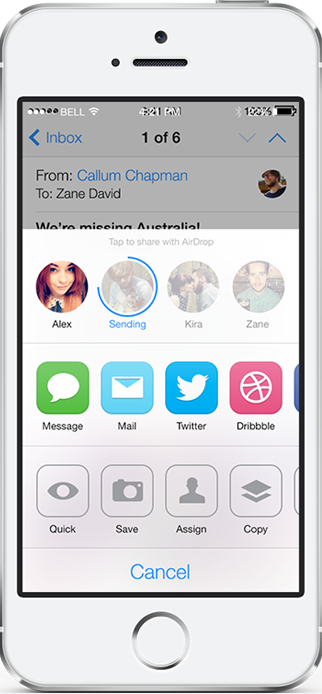 BELL 4:21 PM 100%
Inbox 1 of 6
From: Callum Chapman
To: Zane David
We're missing Australia!
Tap to share with AirDrop
Alex Sending Kira Zane
Message Mail Twitter Dribbble
Quick Save Assign Copy
Cancel